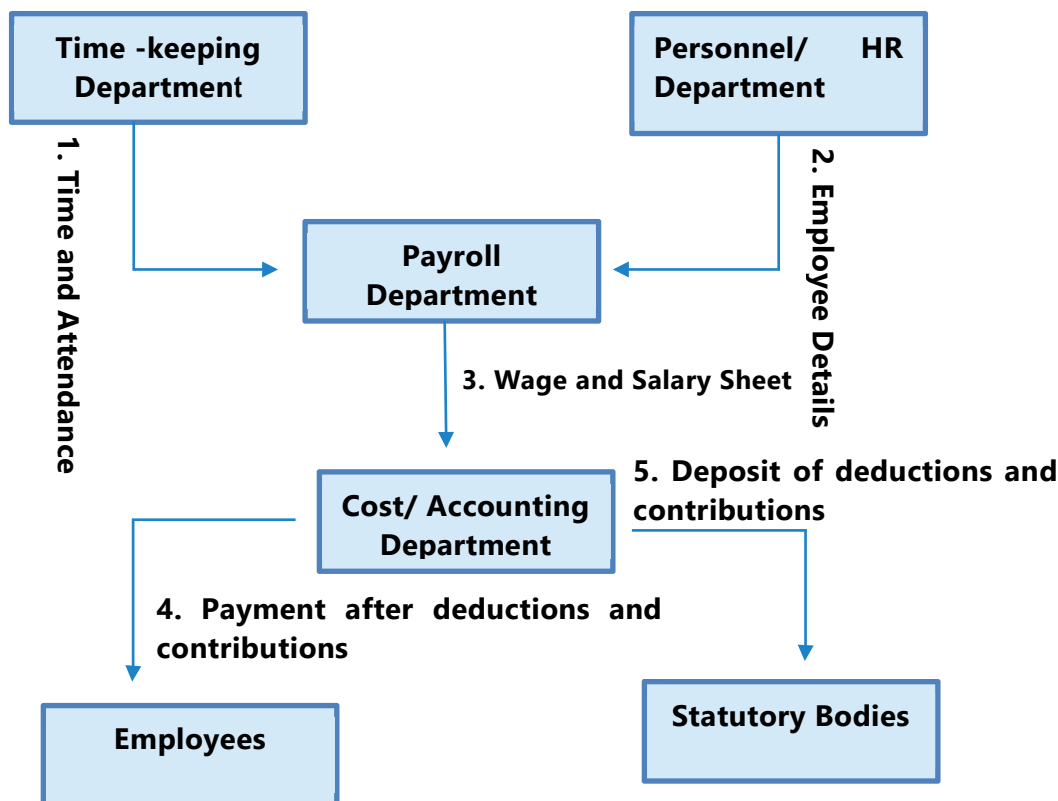 Time -keeping
Department
Personnel/ HR
Department
1. Time and Attendance
2. Employee Details
Payroll
Department
3. Wage and Salary Sheet
Cost/ Accounting
Department
5. Deposit of deductions and
contributions
4. Payment after deductions and
contributions
Employees
Statutory Bodies